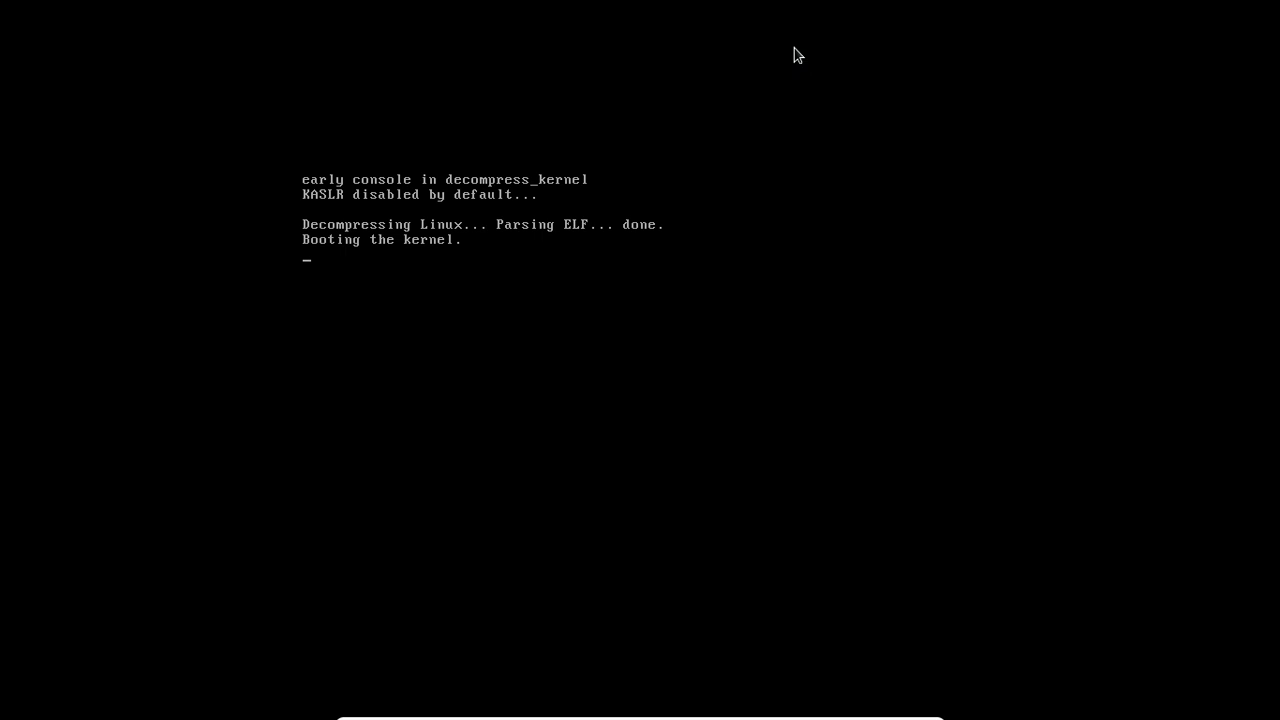 early console in decompress_kernel
KASLR disabled by default...
Decompressing Linux... Parsing ELF... done.
Booting the kernel.
_